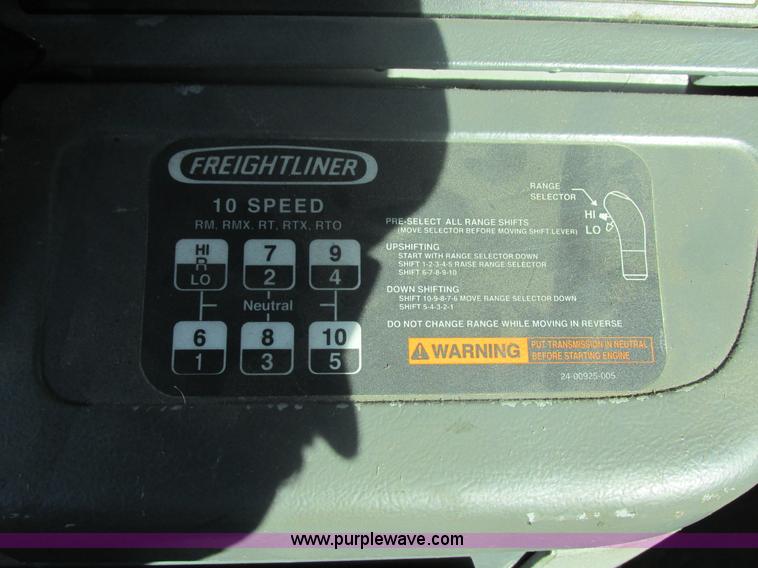 FREIGHTLINER
10 SPEED
RM, RMX, RT, RTX, RTO
HI R LO
7 2
9 4
Neutral
6 1
8 3
10 5
RANGE
SELECTOR
HI
LO
PRE-SELECT ALL RANGE SHIFTS
(MOVE SELECTOR BEFORE MOVING SHIFT LEVER)
UPSHIFTING
START WITH RANGE SELECTOR DOWN
SHIFT 1-2-3-4-5 RAISE RANGE SELECTOR
SHIFT 6-7-8-9-10
DOWN SHIFTING
SHIFT 10-9-8-7-6 MOVE RANGE SELECTOR DOWN
SHIFT 5-4-3-2-1
DO NOT CHANGE RANGE WHILE MOVING IN REVERSE
WARNING
PUT TRANSMISSION IN NEUTRAL
BEFORE STARTING ENGINE
24-00925-005
www.purplewave.com